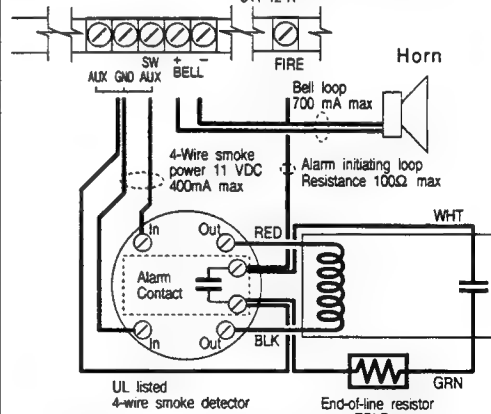 SW
AUX GND AUX
+ −
BELL
FIRE
Horn
Bell loop
700 mA max
4-Wire smoke
power 11 VDC
400mA max
Alarm initiating loop
Resistance 100Ω max
WHT
In
Out
RED
Alarm
Contact
In
Out
BLK
GRN
UL listed
4-wire smoke detector
End-of-line resistor